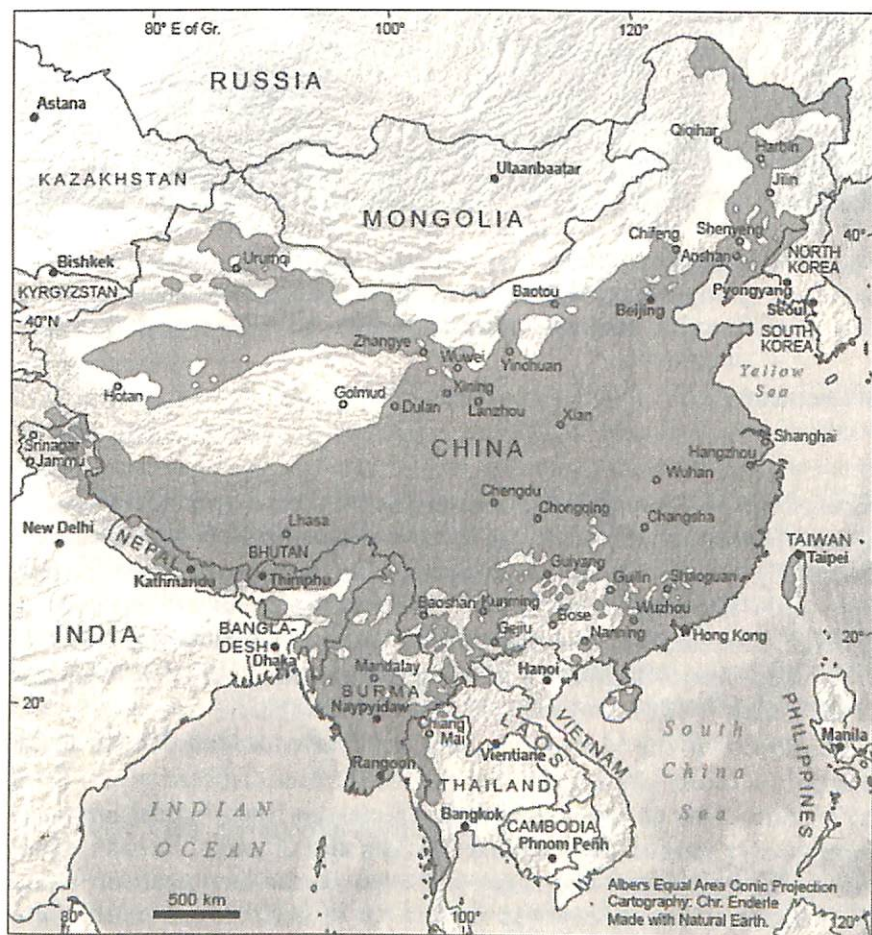 80° E of Gr.
100°
120°
RUSSIA
Astana
Qiqihar
Harbin
Ulaanbaatar
KAZAKHSTAN
Jilin
MONGOLIA
Chifeng
Shenyeng
40°
Anshan
NORTH
KOREA
Urumqi
Bishkek
KYRGYZSTAN
Baotou
Beijing
Pyongyang
Seoul
40°N
SOUTH
KOREA
Zhangye
Wuwei
Yinchuan
Yellow
Sea
Hotan
Golmud
Xining
Dulan
Lanzhou
Xian
Srinagar
Jammu
CHINA
Shanghai
Hangzhou
Wuhan
Chengdu
Chongqing
Changsha
New Delhi
Lhasa
NEPAL
BHUTAN
TAIWAN
Taipei
Kathmandu
Thimphu
Guiyang
Guilin
Shaoguan
Baoshan
Kunming
Wuzhou
INDIA
BANGLA-
DESH
Bose
Gejiu
Nanning
Hong Kong
20°
Dhaka
Mandalay
Hanoi
BURMA
20°
Naypyidaw
Chiang
Mai
LAOS
VIETNAM
South
China
Sea
PHILIPPINES
Manila
Vientiane
Rangoon
THAILAND
INDIAN
OCEAN
Bangkok
CAMBODIA
Phnom Penh
Albers Equal Area Conic Projection
Cartography: Chr. Enderle
Made with Natural Earth.
500 km
80°
100°
120°